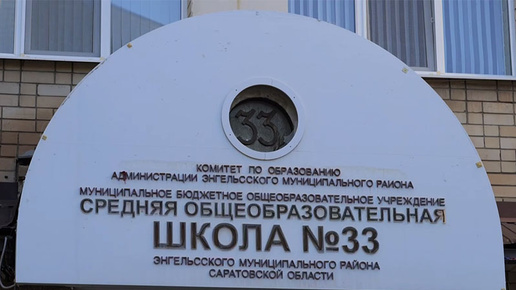 33
КОМИТЕТ ПО ОБРАЗОВАНИЮ
АДМИНИСТРАЦИИ ЭНГЕЛЬССКОГО МУНИЦИПАЛЬНОГО РАЙОНА
МУНИЦИПАЛЬНОЕ БЮДЖЕТНОЕ ОБЩЕОБРАЗОВАТЕЛЬНОЕ УЧРЕЖДЕНИЕ
СРЕДНЯЯ ОБЩЕОБРАЗОВАТЕЛЬНАЯ
ШКОЛА №33
ЭНГЕЛЬССКОГО МУНИЦИПАЛЬНОГО РАЙОНА
САРАТОВСКОЙ ОБЛАСТИ